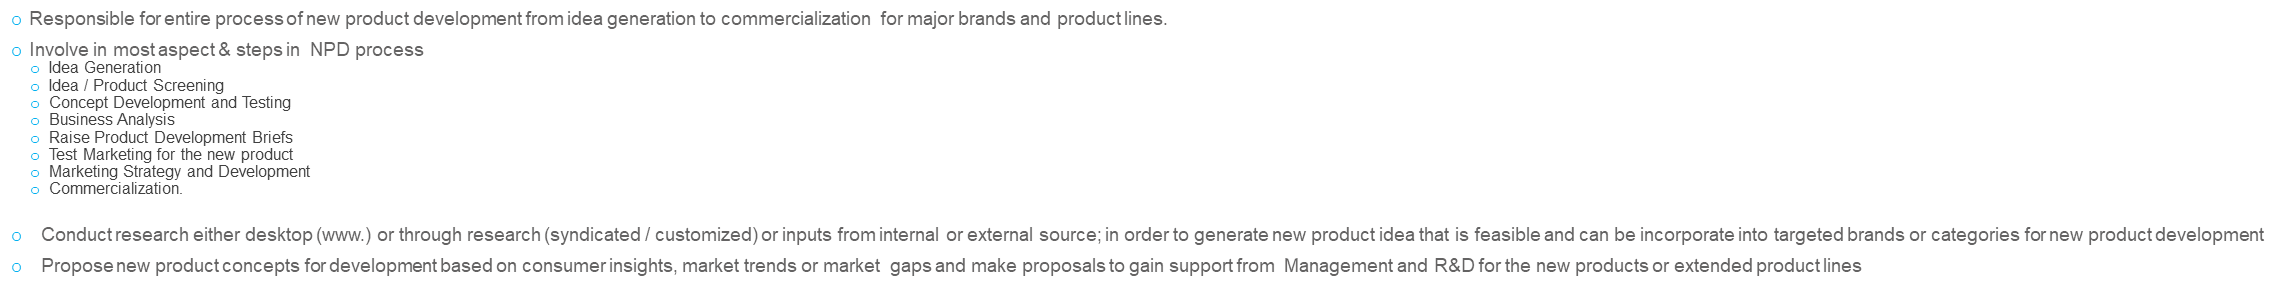 o Responsible for entire process of new product development from idea generation to commercialization for major brands and product lines.
o Involve in most aspect & steps in NPD process
o Idea Generation
o Idea / Product Screening
o Concept Development and Testing
o Business Analysis
o Raise Product Development Briefs
o Test Marketing for the new product
o Marketing Strategy and Development
o Commercialization.
o Conduct research either desktop (www.) or through research (syndicated / customized) or inputs from internal or external source; in order to generate new product idea that is feasible and can be incorporate into targeted brands or categories for new product development
o Propose new product concepts for development based on consumer insights, market trends or market gaps and make proposals to gain support from Management and R&D for the new products or extended product lines